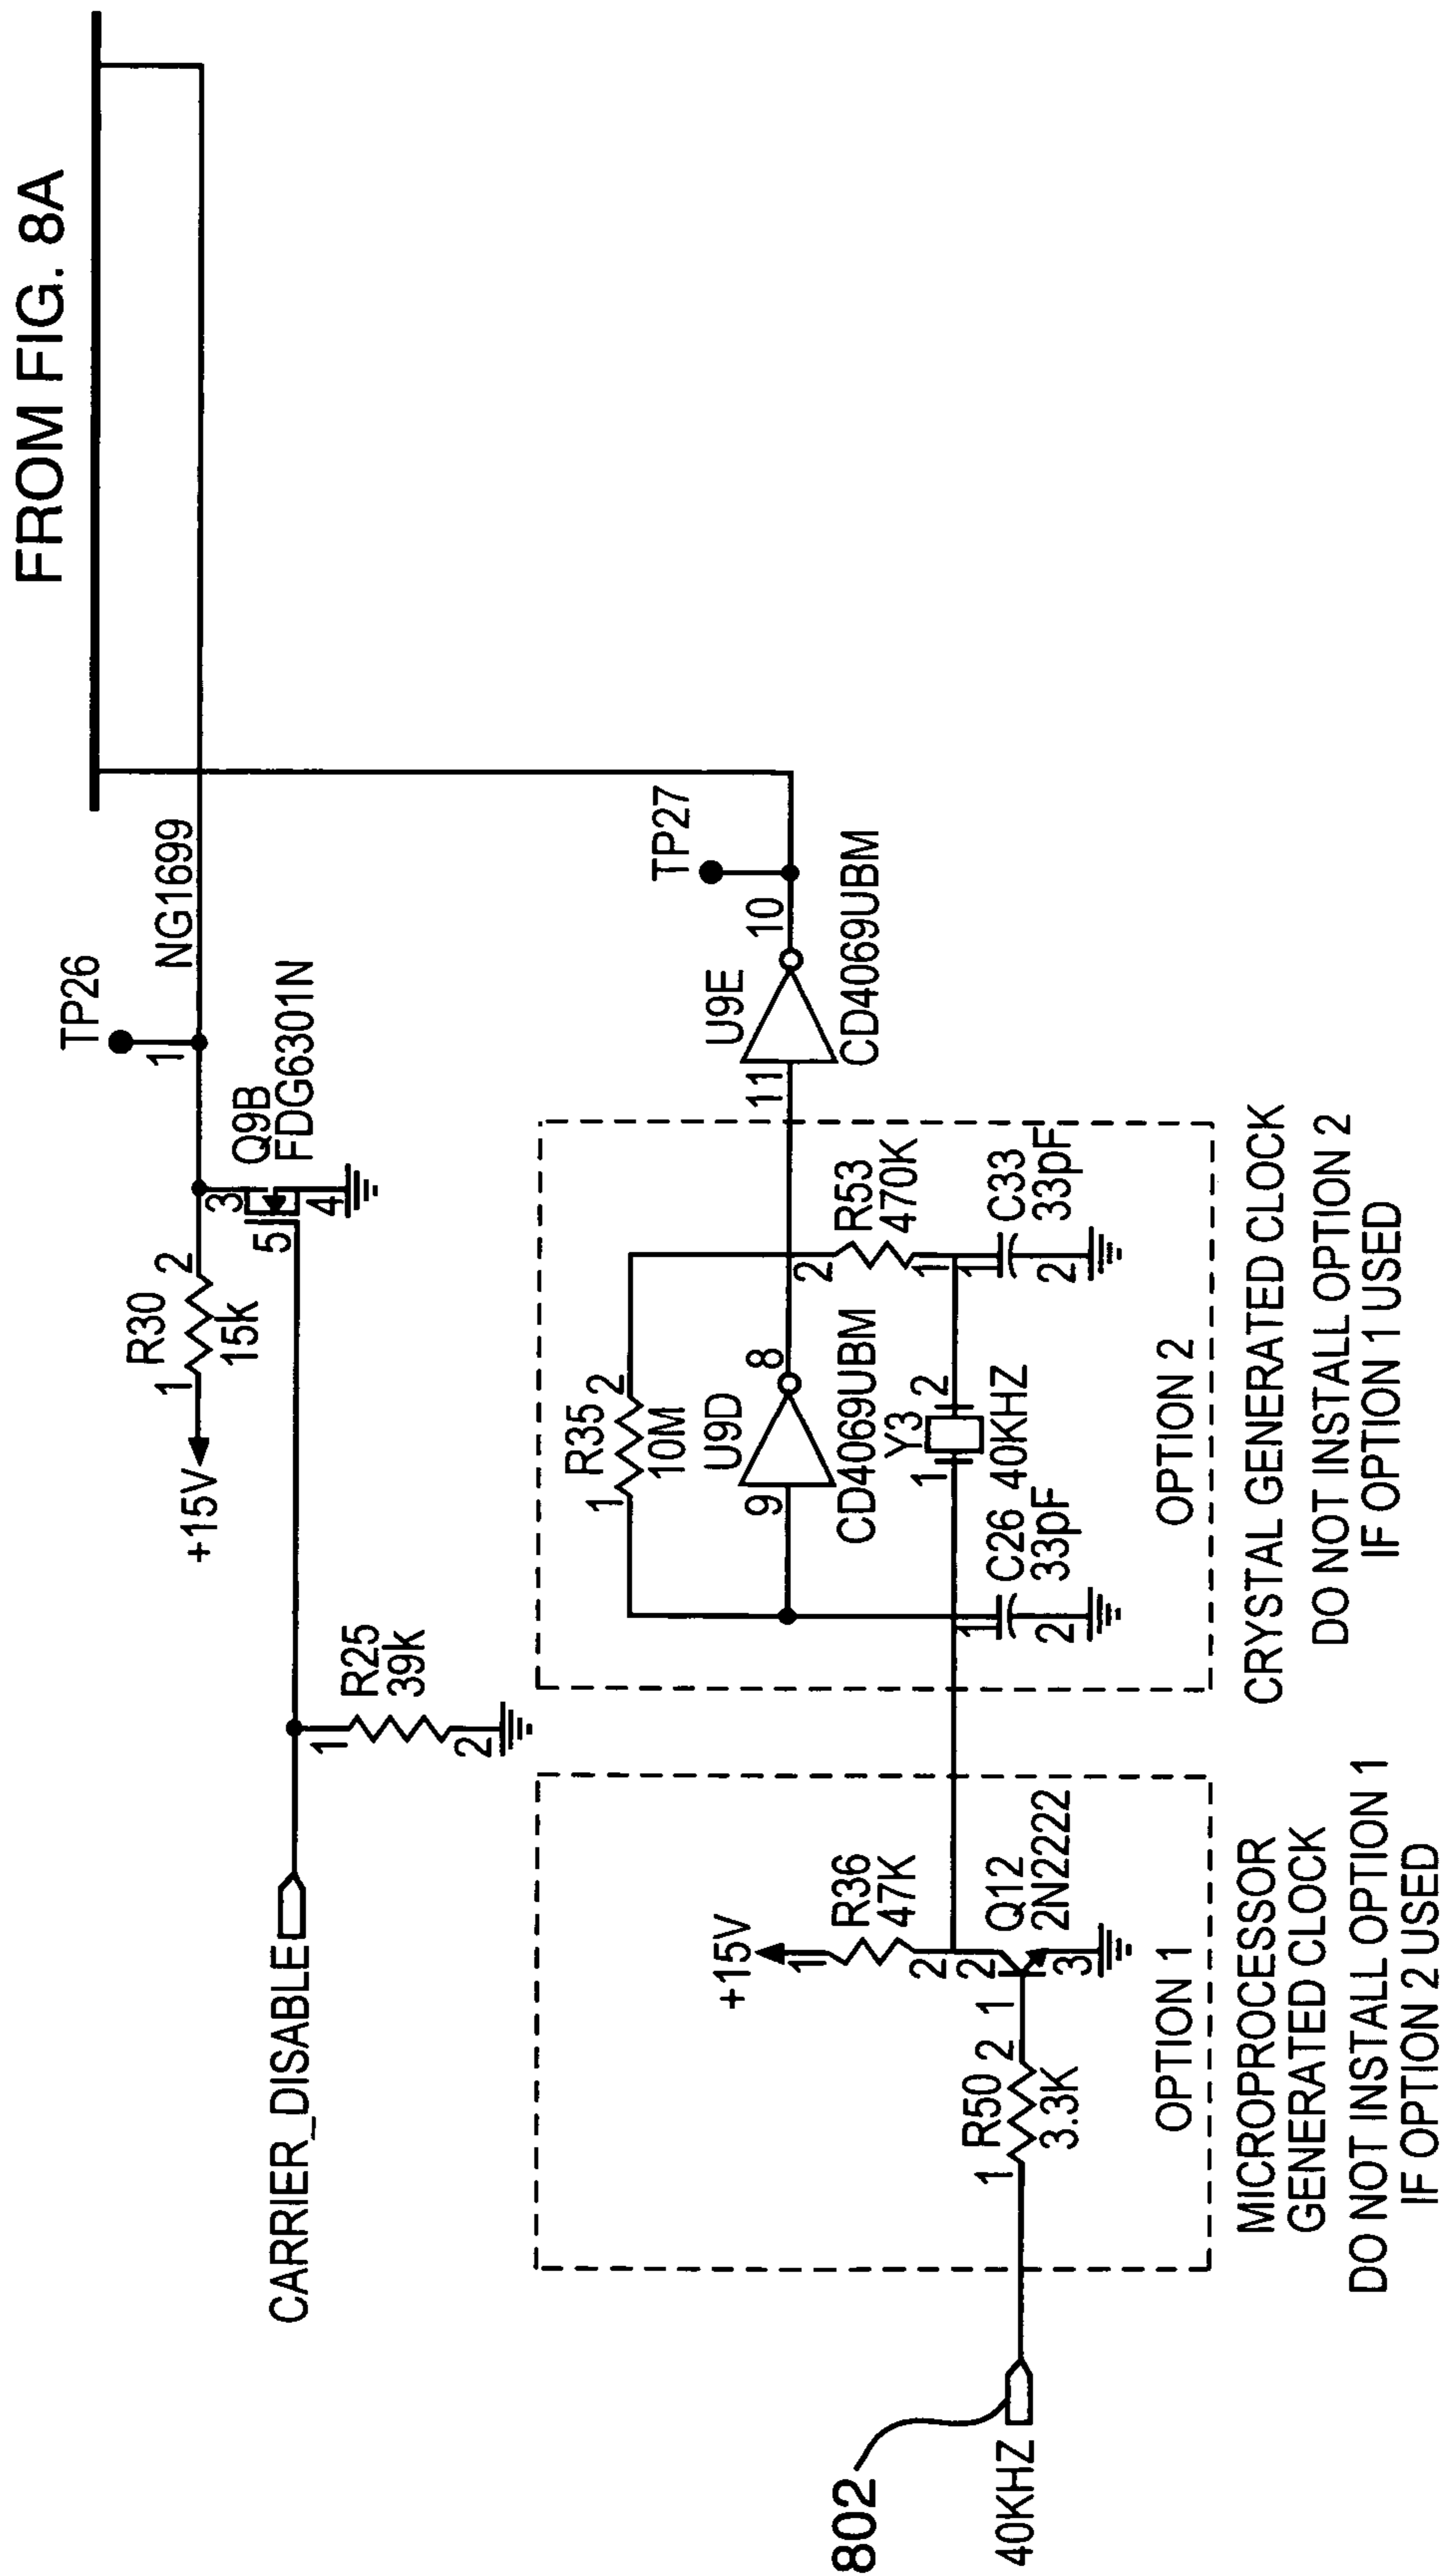 FROM FIG. 8A
TP26
1
NG1699
R30
1
2
15k
+15V
Q9B
FDG6301N
3
4
5
CARRIER_DISABLE
R25
39k
1
2
TP27
U9E
11
10
CD4069UBM
R35
1
2
10M
U9D
9
8
CD4069UBM
R53
470K
2
1
Y3
1
2
40KHZ
C26
33pF
1
2
C33
33pF
1
2
OPTION 2
CRYSTAL GENERATED CLOCK
DO NOT INSTALL OPTION 2
IF OPTION 1 USED
+15V
R36
47K
1
2
Q12
2N2222
2
1
3
R50
1
2
3.3K
OPTION 1
MICROPROCESSOR
GENERATED CLOCK
DO NOT INSTALL OPTION 1
IF OPTION 2 USED
802
40KHZ